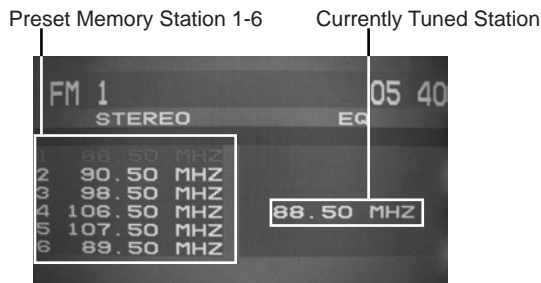 Preset Memory Station 1-6 Currently Tuned Station
FM 1 05 40
STEREO EQ
1 88.50 MHZ
2 90.50 MHZ
3 98.50 MHZ
4 106.50 MHZ 88.50 MHZ
5 107.50 MHZ
6 89.50 MHZ